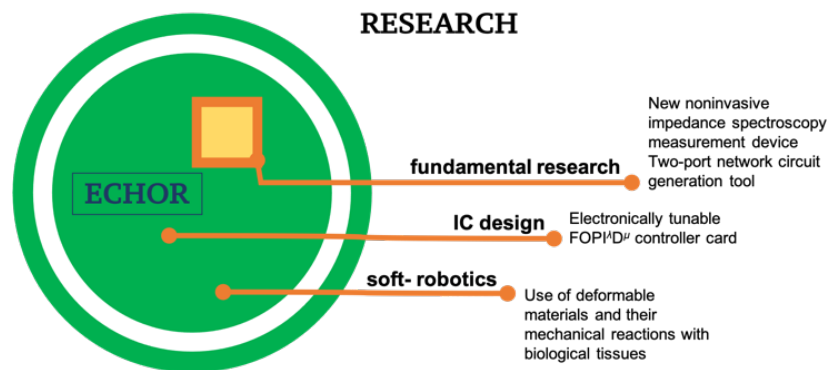 RESEARCH
New noninvasive
impedance spectroscopy
measurement device
fundamental research
Two-port network circuit
generation tool
ECHOR
IC design
Electronically tunable
FOPI^λD^μ controller card
soft- robotics
Use of deformable
materials and their
mechanical reactions with
biological tissues